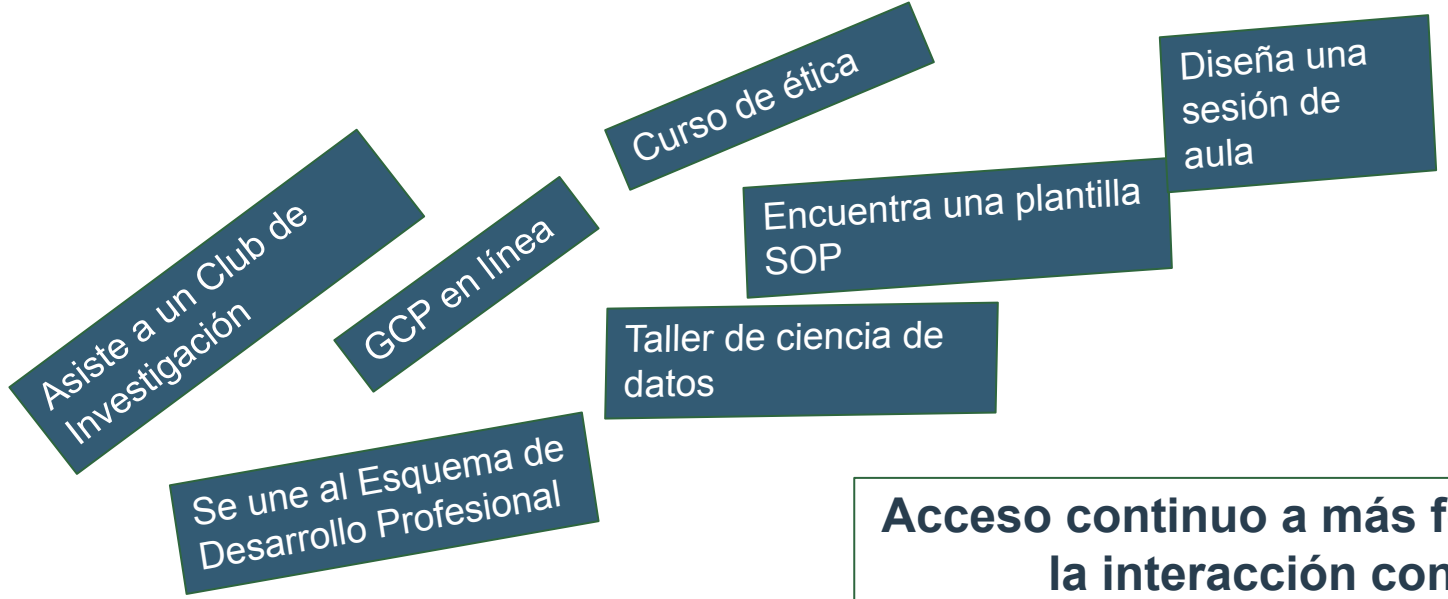 Curso de ética
Diseña una
sesión de
aula
Asiste a un Club de
Investigación
GCP en línea
Encuentra una plantilla
SOP
Taller de ciencia de
datos
Se une al Esquema de
Desarrollo Profesional
Acceso continuo a más f
la interacción con